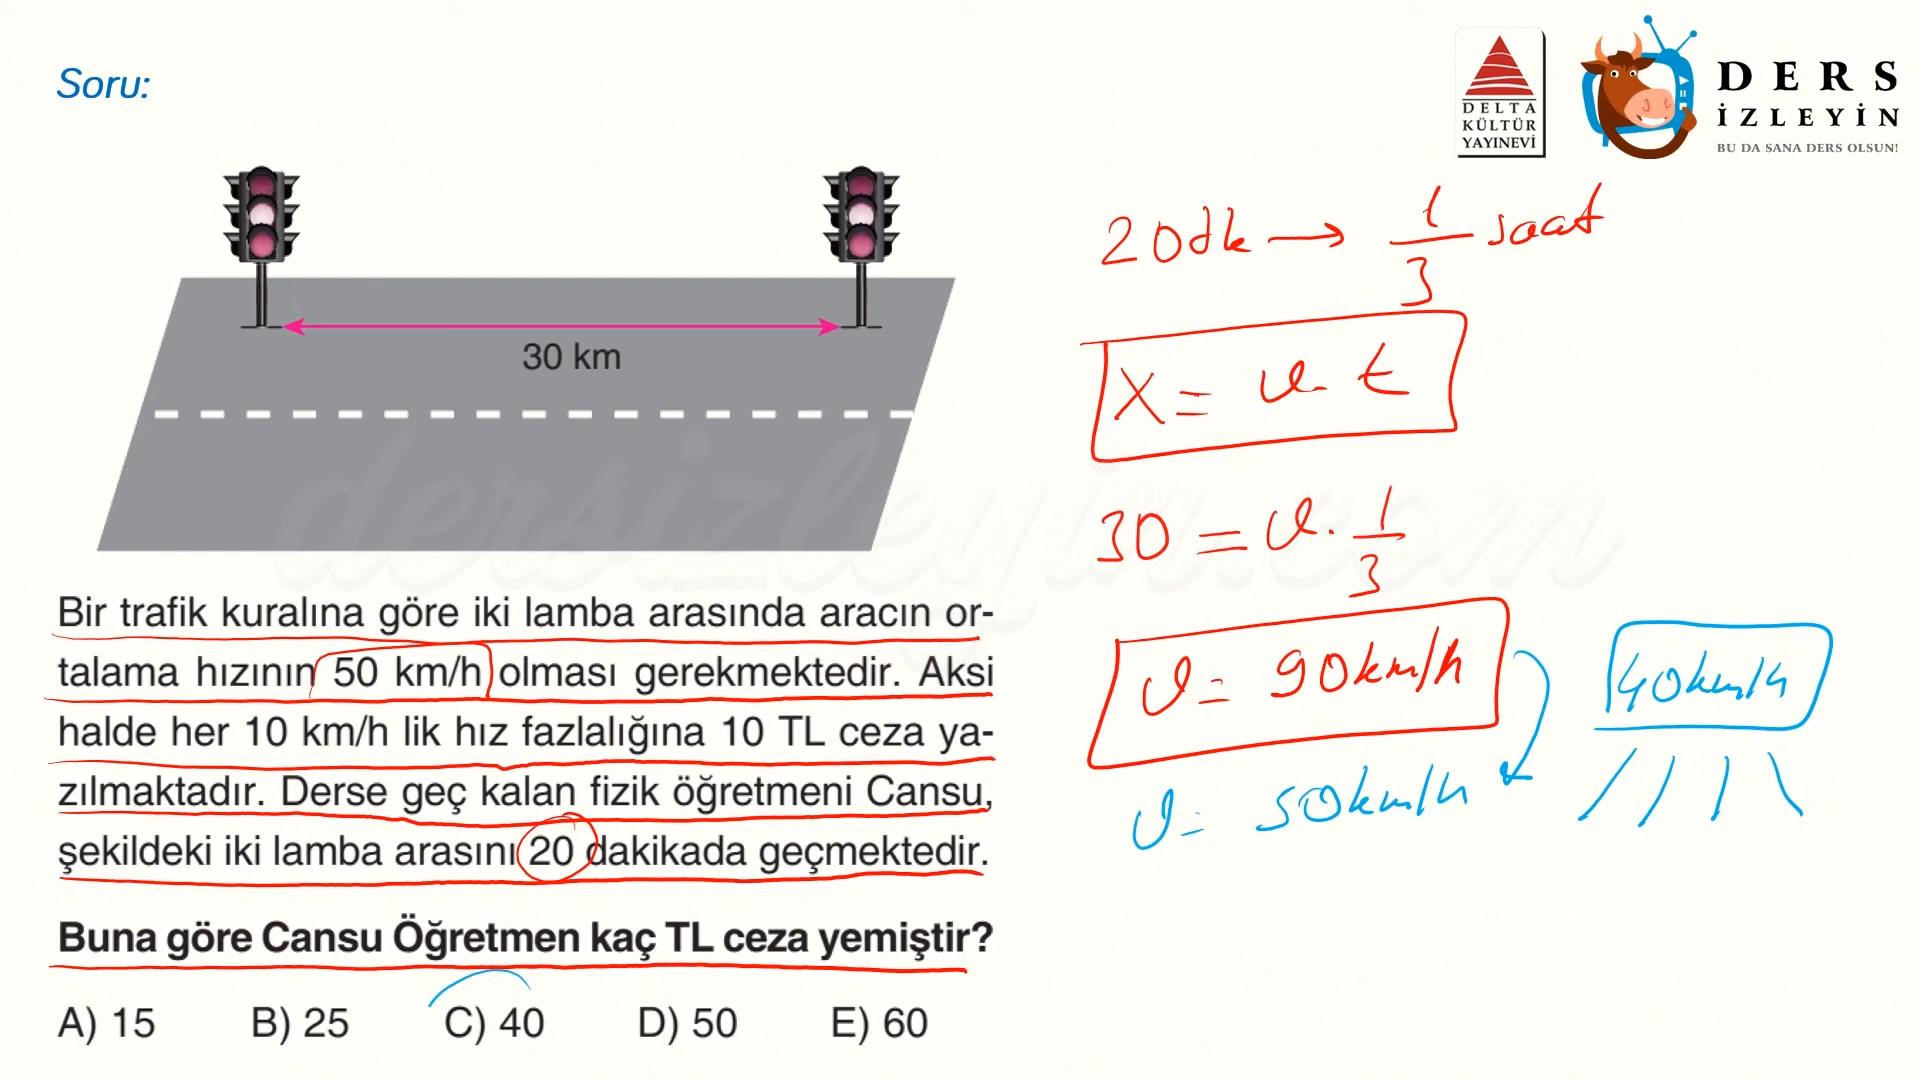 Soru:
DELTA
KÜLTÜR
YAYINEVİ
DERS
İZLEYİN
BU DA SANA DERS OLSUN!
30 km
dersizleyin.com
Bir trafik kuralına göre iki lamba arasında aracın or-
talama hızının 50 km/h olması gerekmektedir. Aksi
halde her 10 km/h lik hız fazlalığına 10 TL ceza ya-
zılmaktadır. Derse geç kalan fizik öğretmeni Cansu,
şekildeki iki lamba arasını 20 dakikada geçmektedir.
Buna göre Cansu Öğretmen kaç TL ceza yemiştir?
A) 15 B) 25 C) 40 D) 50 E) 60
20dk → 1/3 saat
X = v. t
30 = v. 1/3
v = 90km/h
40km/h
v = 50km/h